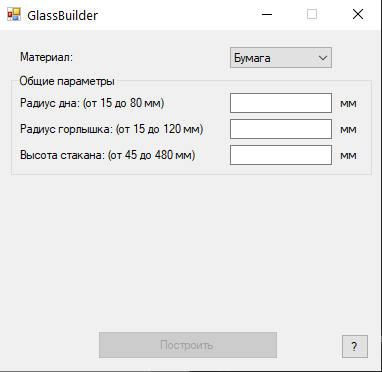 GlassBuilder
Материал: Бумага
Общие параметры
Радиус дна: (от 15 до 80 мм) мм
Радиус горлышка: (от 15 до 120 мм) мм
Высота стакана: (от 45 до 480 мм) мм
Построить ?